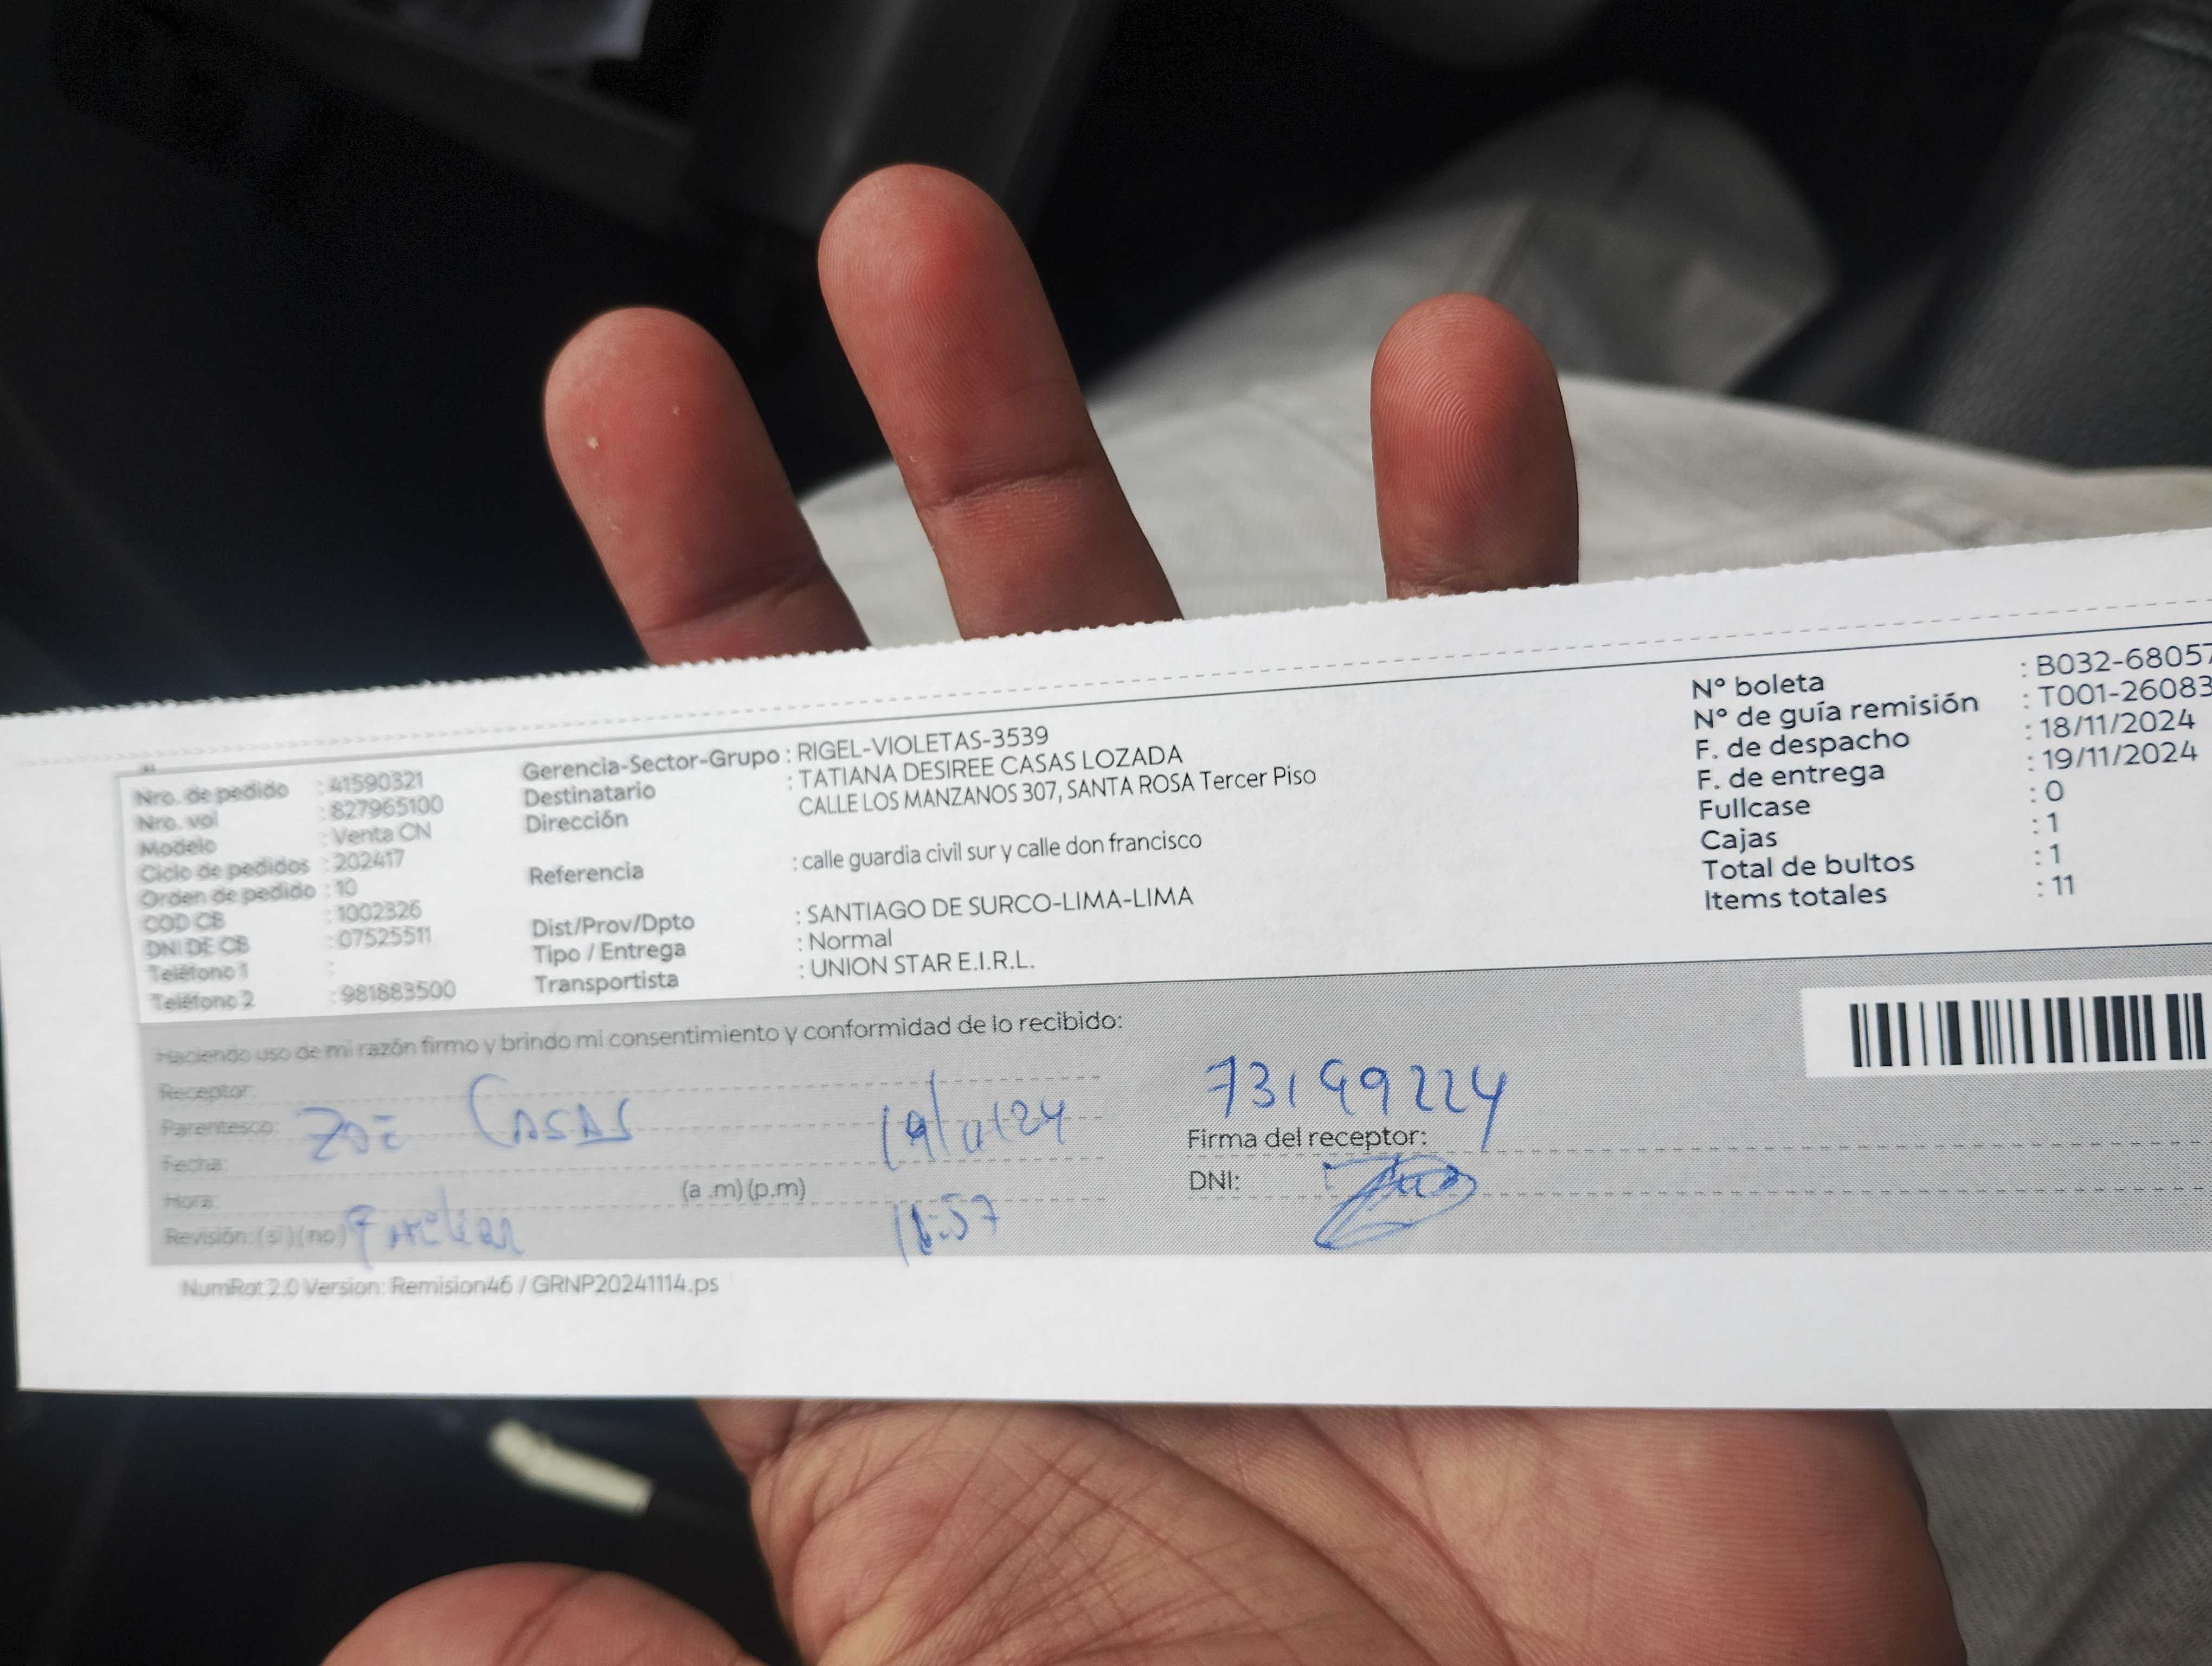 Nro. de pedido : 41590321
Nro. vol : 827965100
Modelo : Venta CN
Ciclo de pedidos : 202417
Orden de pedido : 10
COD CB : 1002326
DNI DE CB : 07525511
Teléfono 1 :
Teléfono 2 : 981883500
Gerencia-Sector-Grupo : RIGEL-VIOLETAS-3539
Destinatario : TATIANA DESIREE CASAS LOZADA
Dirección CALLE LOS MANZANOS 307, SANTA ROSA Tercer Piso
Referencia : calle guardia civil sur y calle don francisco
Dist/Prov/Dpto : SANTIAGO DE SURCO-LIMA-LIMA
Tipo / Entrega : Normal
Transportista : UNION STAR E.I.R.L.
N° boleta : B032-68057
N° de guía remisión : T001-26083
F. de despacho : 18/11/2024
F. de entrega : 19/11/2024
Fullcase : 0
Cajas : 1
Total de bultos : 1
Items totales : 11
Haciendo uso de mi razón firmo y brindo mi consentimiento y conformidad de lo recibido:
Receptor:
Parentesco: Zoe CASAS
Fecha:
Hora: (a .m) (p.m)
Revisión: (si) (no)
73199224
Firma del receptor:
DNI:
NumRot 2.0 Version: Remision46 / GRNP20241114.ps